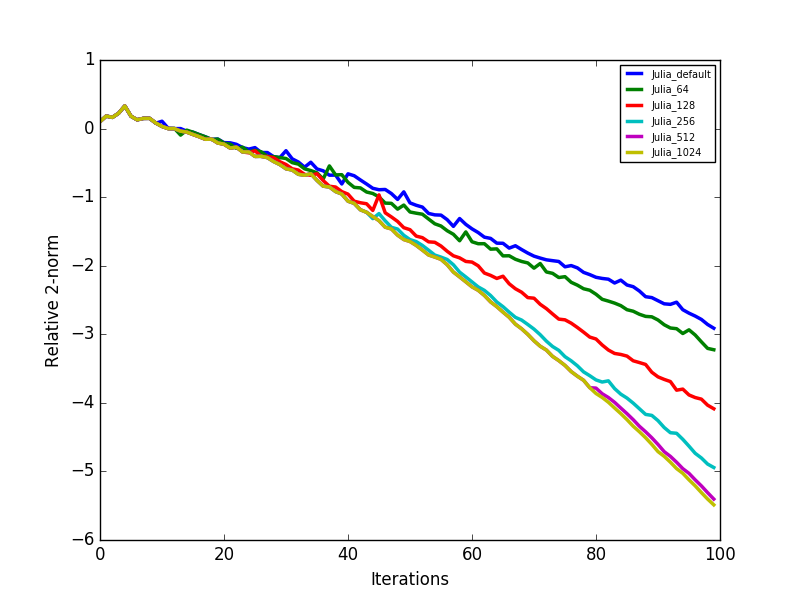 1
0
−1
−2
−3
−4
−5
−6
Relative 2-norm
0
20
40
60
80
100
Iterations
Julia_default
Julia_64
Julia_128
Julia_256
Julia_512
Julia_1024